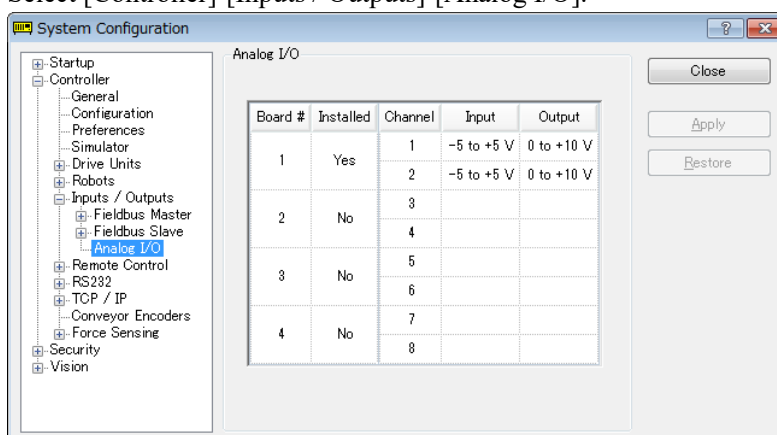 Select [Controller]-[Inputs / Outputs]-[Analog I/O].
System Configuration
Startup
Controller
General
Configuration
Preferences
Simulator
Drive Units
Robots
Inputs / Outputs
Fieldbus Master
Fieldbus Slave
Analog I/O
Remote Control
RS232
TCP / IP
Conveyor Encoders
Force Sensing
Security
Vision
Analog I/O
Board # Installed Channel Input Output
1 Yes 1 -5 to +5 V 0 to +10 V
2 -5 to +5 V 0 to +10 V
2 No 3
4
3 No 5
6
4 No 7
8
Close
Apply
Restore